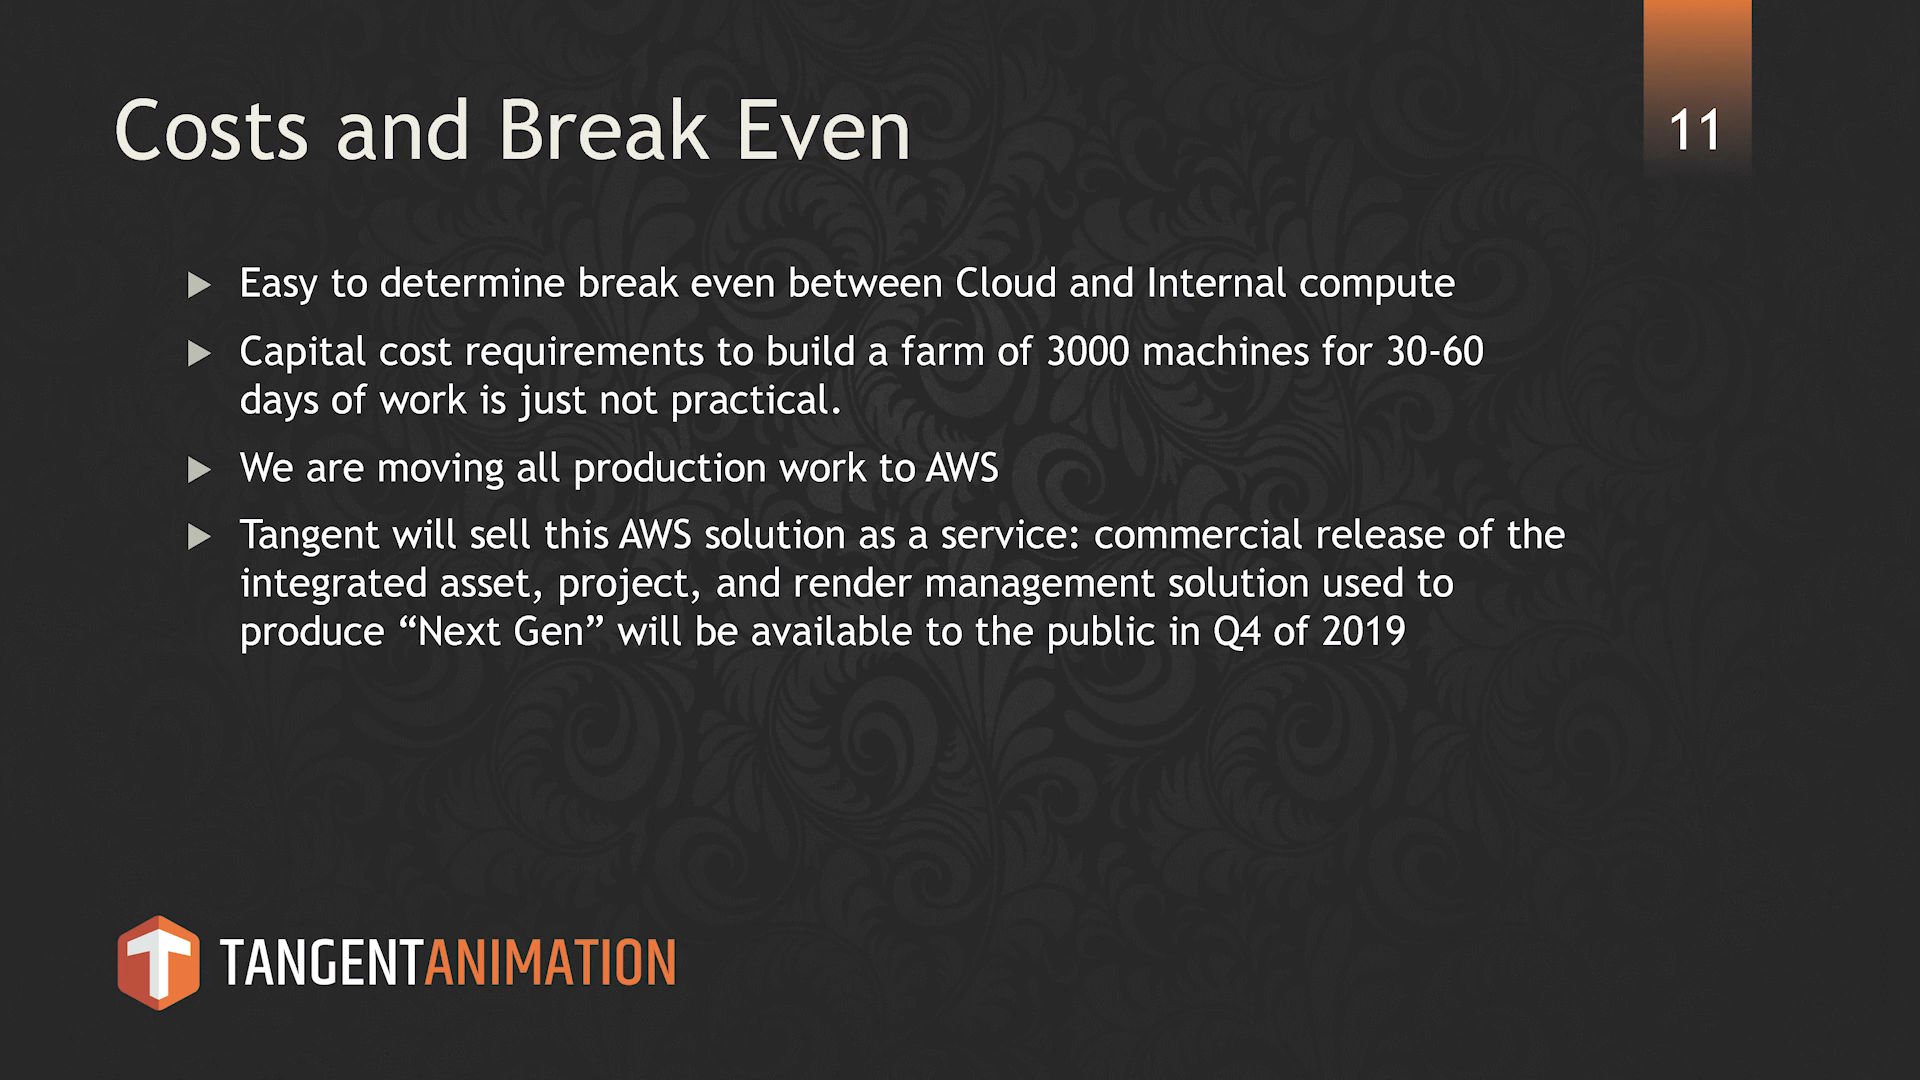 Costs and Break Even
11
Easy to determine break even between Cloud and Internal compute
Capital cost requirements to build a farm of 3000 machines for 30-60
days of work is just not practical.
We are moving all production work to AWS
Tangent will sell this AWS solution as a service: commercial release of the
integrated asset, project, and render management solution used to
produce “Next Gen” will be available to the public in Q4 of 2019
TANGENTANIMATION